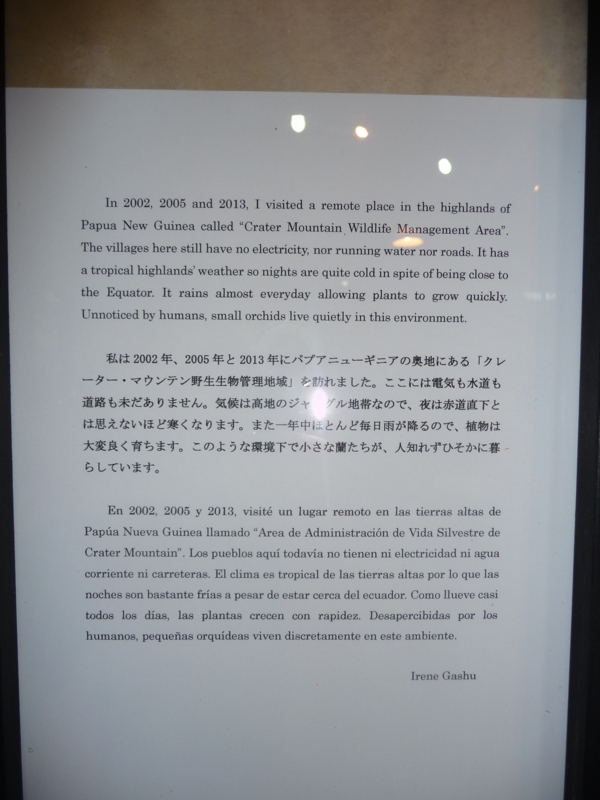 In 2002, 2005 and 2013, I visited a remote place in the highlands of
Papua New Guinea called “Crater Mountain Wildlife Management Area”.
The villages here still have no electricity, nor running water nor roads. It has
a tropical highlands’ weather so nights are quite cold in spite of being close to
the Equator. It rains almost everyday allowing plants to grow quickly.
Unnoticed by humans, small orchids live quietly in this environment.
私は2002年、2005年と2013年にパプアニューギニアの奥地にある「クレ
ーター・マウンテン野生生物管理地域」を訪れました。ここには電気も水道も
道路も未だありません。気候は高地のジャングル地帯なので、夜は赤道直下と
は思えないほど寒くなります。また一年中ほとんど毎日雨が降るので、植物は
大変良く育ちます。このような環境下で小さな蘭たちが、人知れずひそかに暮
らしています。
En 2002, 2005 y 2013, visité un lugar remoto en las tierras altas de
Papúa Nueva Guinea llamado “Area de Administración de Vida Silvestre de
Crater Mountain”. Los pueblos aquí todavía no tienen ni electricidad ni agua
corriente ni carreteras. El clima es tropical de las tierras altas por lo que las
noches son bastante frías a pesar de estar cerca del ecuador. Como llueve casi
todos los días, las plantas crecen con rapidez. Desapercibidas por los
humanos, pequeñas orquídeas viven discretamente en este ambiente.
Irene Gashu